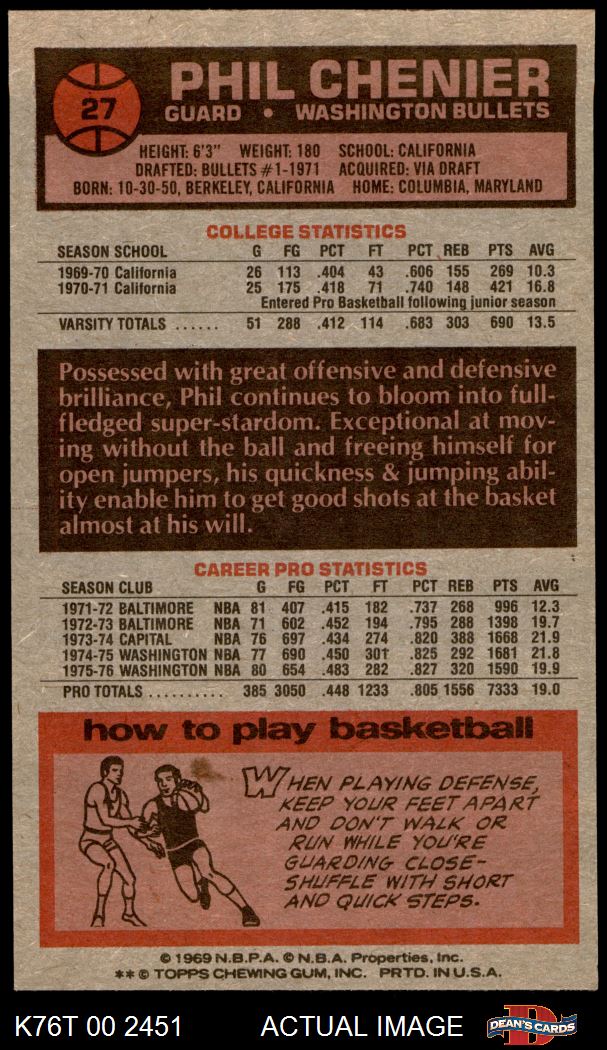 27
PHIL CHENIER
GUARD • WASHINGTON BULLETS
HEIGHT: 6'3" WEIGHT: 180 SCHOOL: CALIFORNIA
DRAFTED: BULLETS #1-1971 ACQUIRED: VIA DRAFT
BORN: 10-30-50, BERKELEY, CALIFORNIA HOME: COLUMBIA, MARYLAND
COLLEGE STATISTICS
SEASON SCHOOL G FG PCT FT PCT REB PTS AVG
1969-70 California 26 113 .404 43 .606 155 269 10.3
1970-71 California 25 175 .418 71 .740 148 421 16.8
Entered Pro Basketball following junior season
VARSITY TOTALS ...... 51 288 .412 114 .683 303 690 13.5
Possessed with great offensive and defensive
brilliance, Phil continues to bloom into full-
fledged super-stardom. Exceptional at mov-
ing without the ball and freeing himself for
open jumpers, his quickness & jumping abil-
ity enable him to get good shots at the basket
almost at his will.
CAREER PRO STATISTICS
SEASON CLUB G FG PCT FT PCT REB PTS AVG
1971-72 BALTIMORE NBA 81 407 .415 182 .737 268 996 12.3
1972-73 BALTIMORE NBA 71 602 .452 194 .795 288 1398 19.7
1973-74 CAPITAL NBA 76 697 .434 274 .820 388 1668 21.9
1974-75 WASHINGTON NBA 77 690 .450 301 .825 292 1681 21.8
1975-76 WASHINGTON NBA 80 654 .483 282 .827 320 1590 19.9
PRO TOTALS .......... 385 3050 .448 1233 .805 1556 7333 19.0
how to play basketball
WHEN PLAYING DEFENSE,
KEEP YOUR FEET APART
AND DON'T WALK OR
RUN WHILE YOU'RE
GUARDING CLOSE-
SHUFFLE WITH SHORT
AND QUICK STEPS.
© 1969 N.B.P.A. © N.B.A. Properties, Inc.
** © TOPPS CHEWING GUM, INC. PRTD. IN U.S.A.
K76T 00 2451 ACTUAL IMAGE D DEAN'S CARDS